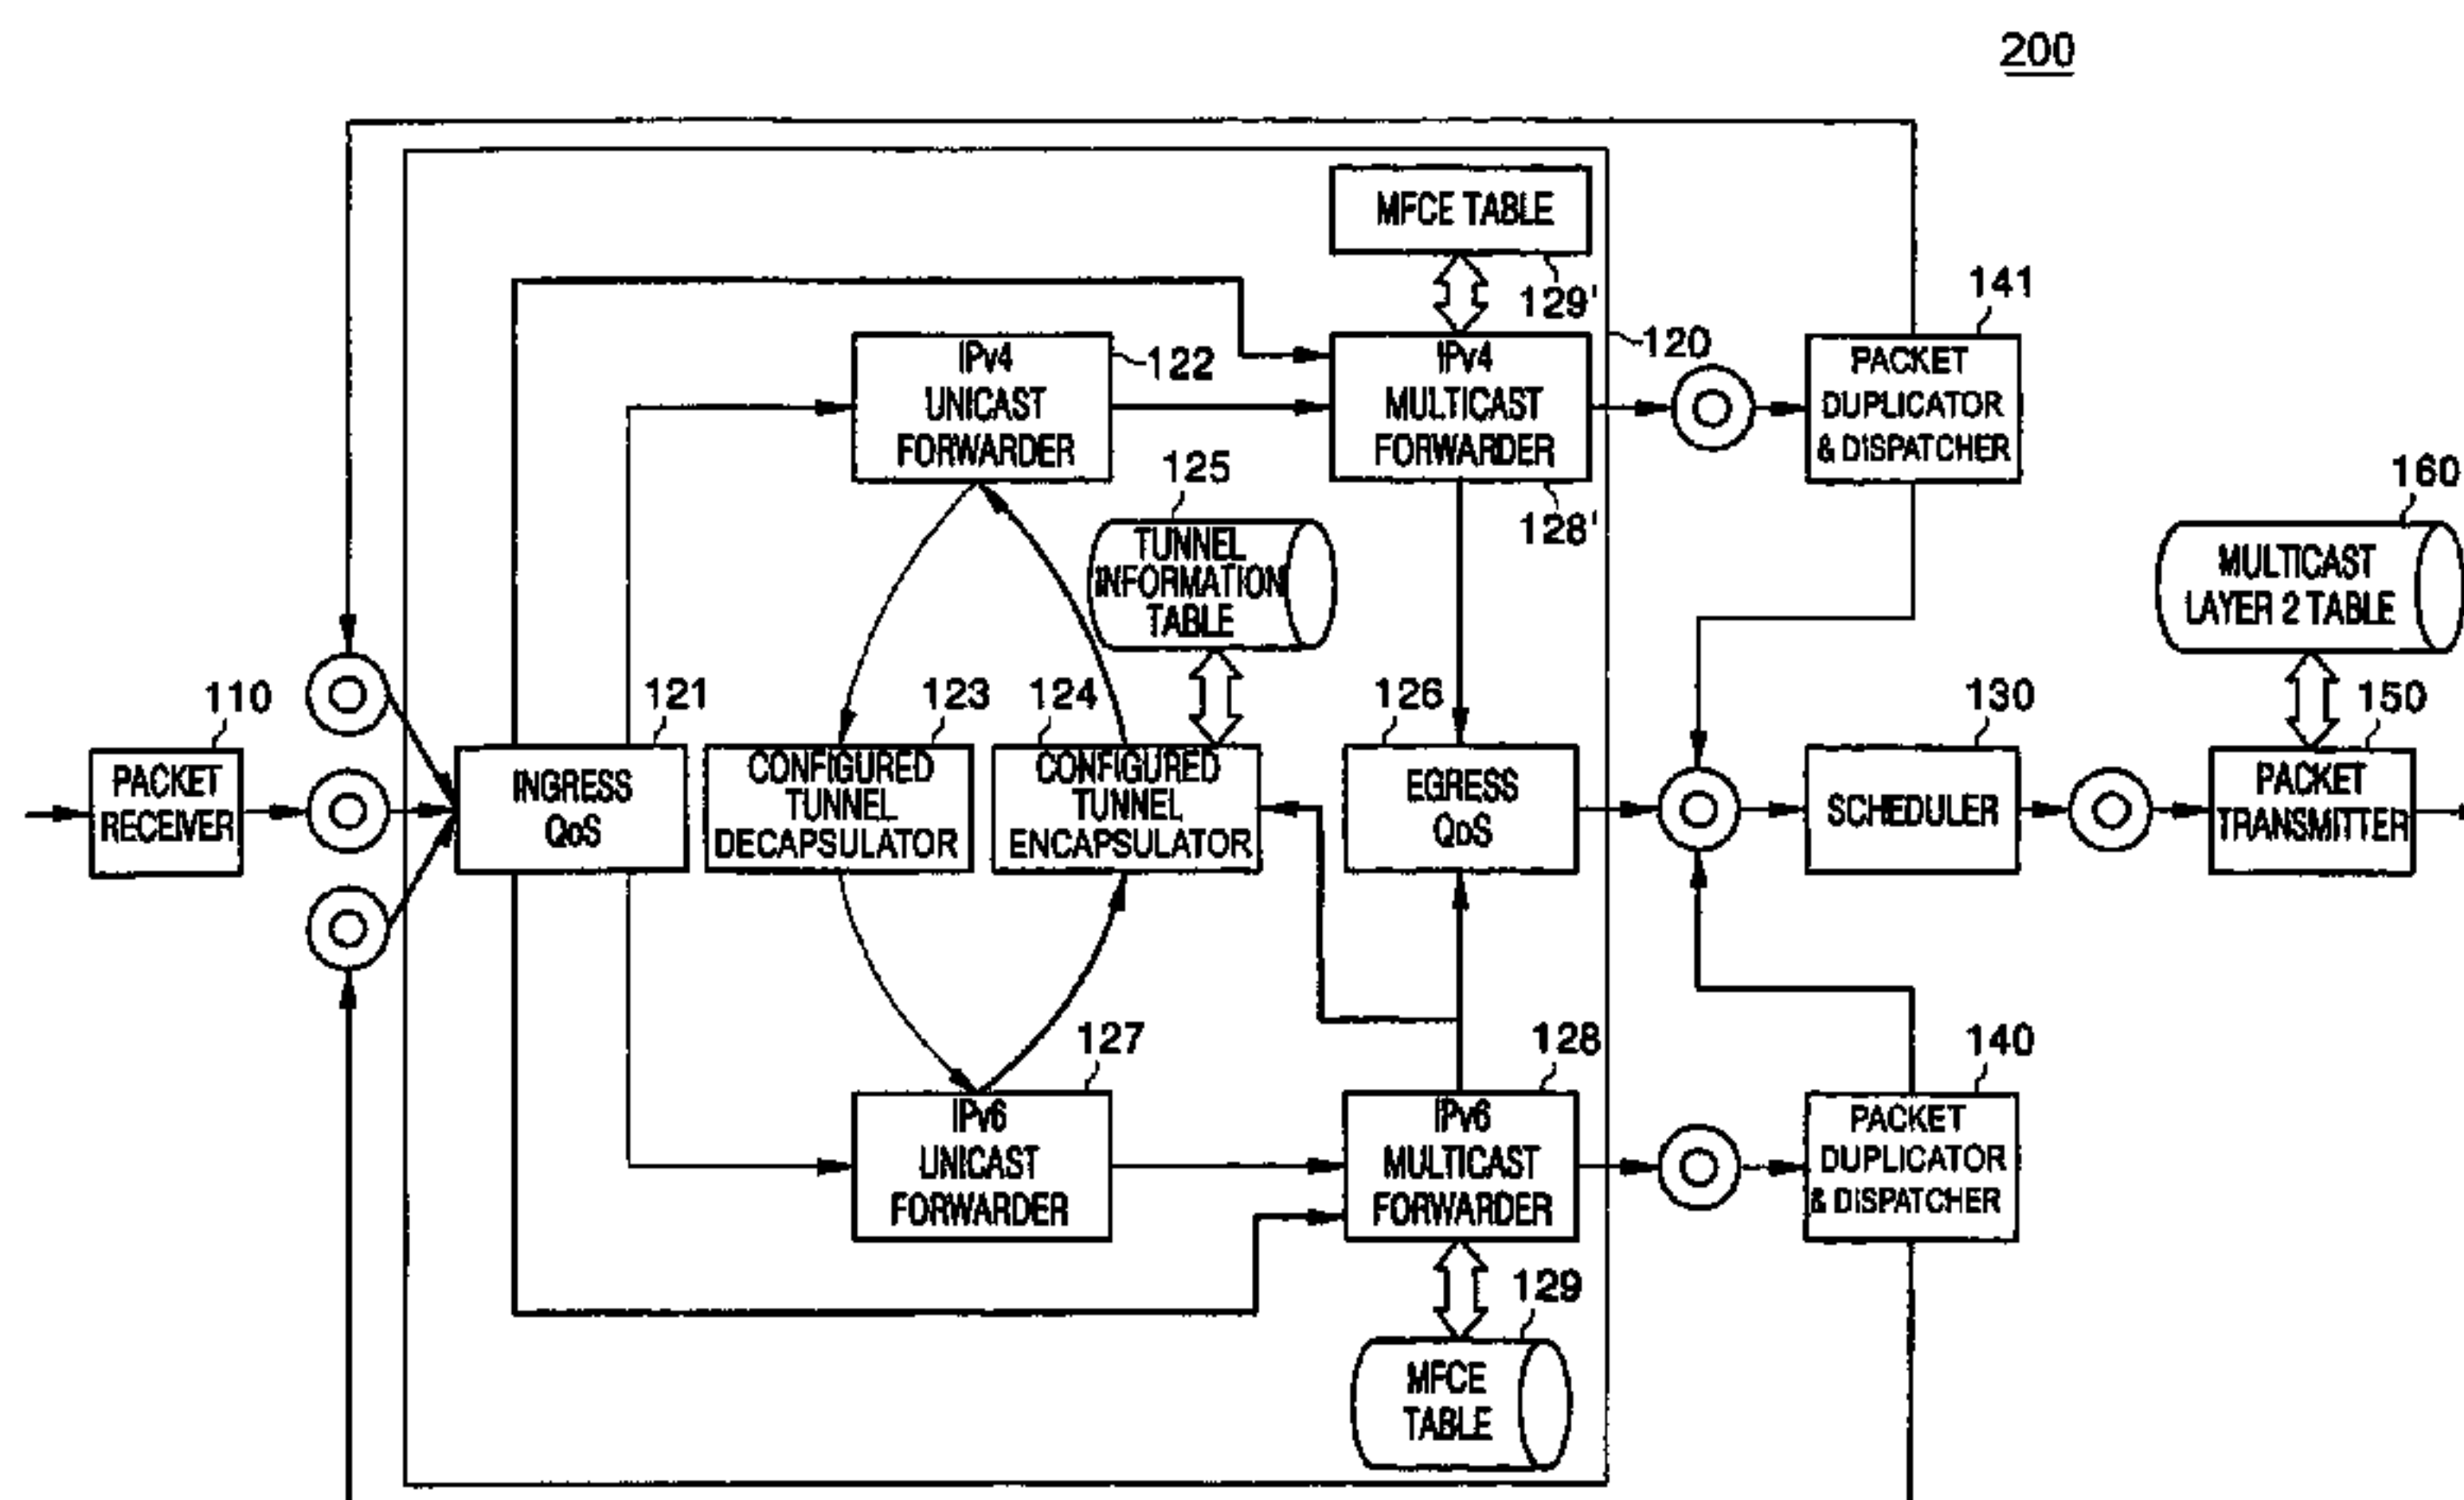 200
MFCE TABLE
129'
141
IPv4
UNICAST
FORWARDER
122
IPv4
MULTICAST
FORWARDER
128'
120
PACKET
DUPLICATOR
& DISPATCHER
125
TUNNEL
INFORMATION
TABLE
160
MULTICAST
LAYER 2 TABLE
110
PACKET
RECEIVER
121
INGRESS
QoS
123
CONFIGURED
TUNNEL
DECAPSULATOR
124
CONFIGURED
TUNNEL
ENCAPSULATOR
126
EGRESS
QoS
130
SCHEDULER
150
PACKET
TRANSMITTER
127
IPv6
UNICAST
FORWARDER
128
IPv6
MULTICAST
FORWARDER
140
PACKET
DUPLICATOR
& DISPATCHER
129
MFCE
TABLE